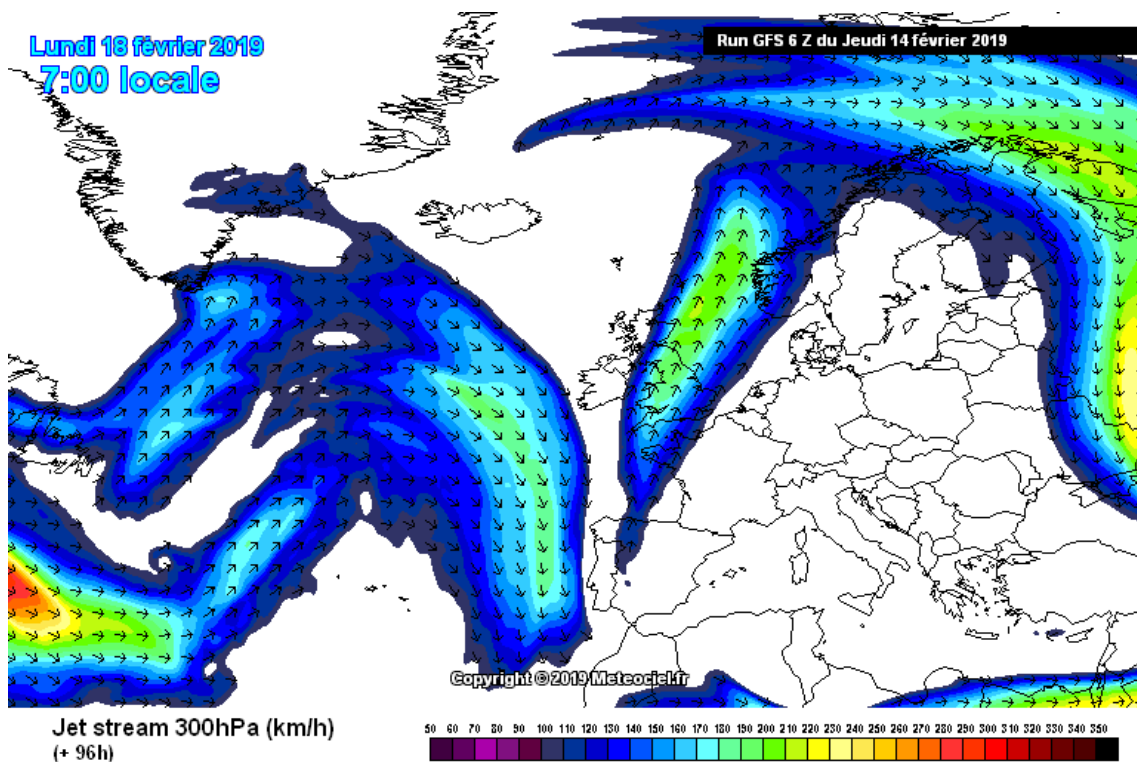 Lundi 18 février 2019
7:00 locale
Run GFS 6 Z du Jeudi 14 février 2019
Copyright © 2019 Meteociel.fr
Jet stream 300hPa (km/h)
(+ 96h)
50 60 70 80 90 100 110 120 130 140 150 160 170 180 190 200 210 220 230 240 250 260 270 280 290 300 310 320 330 340 350